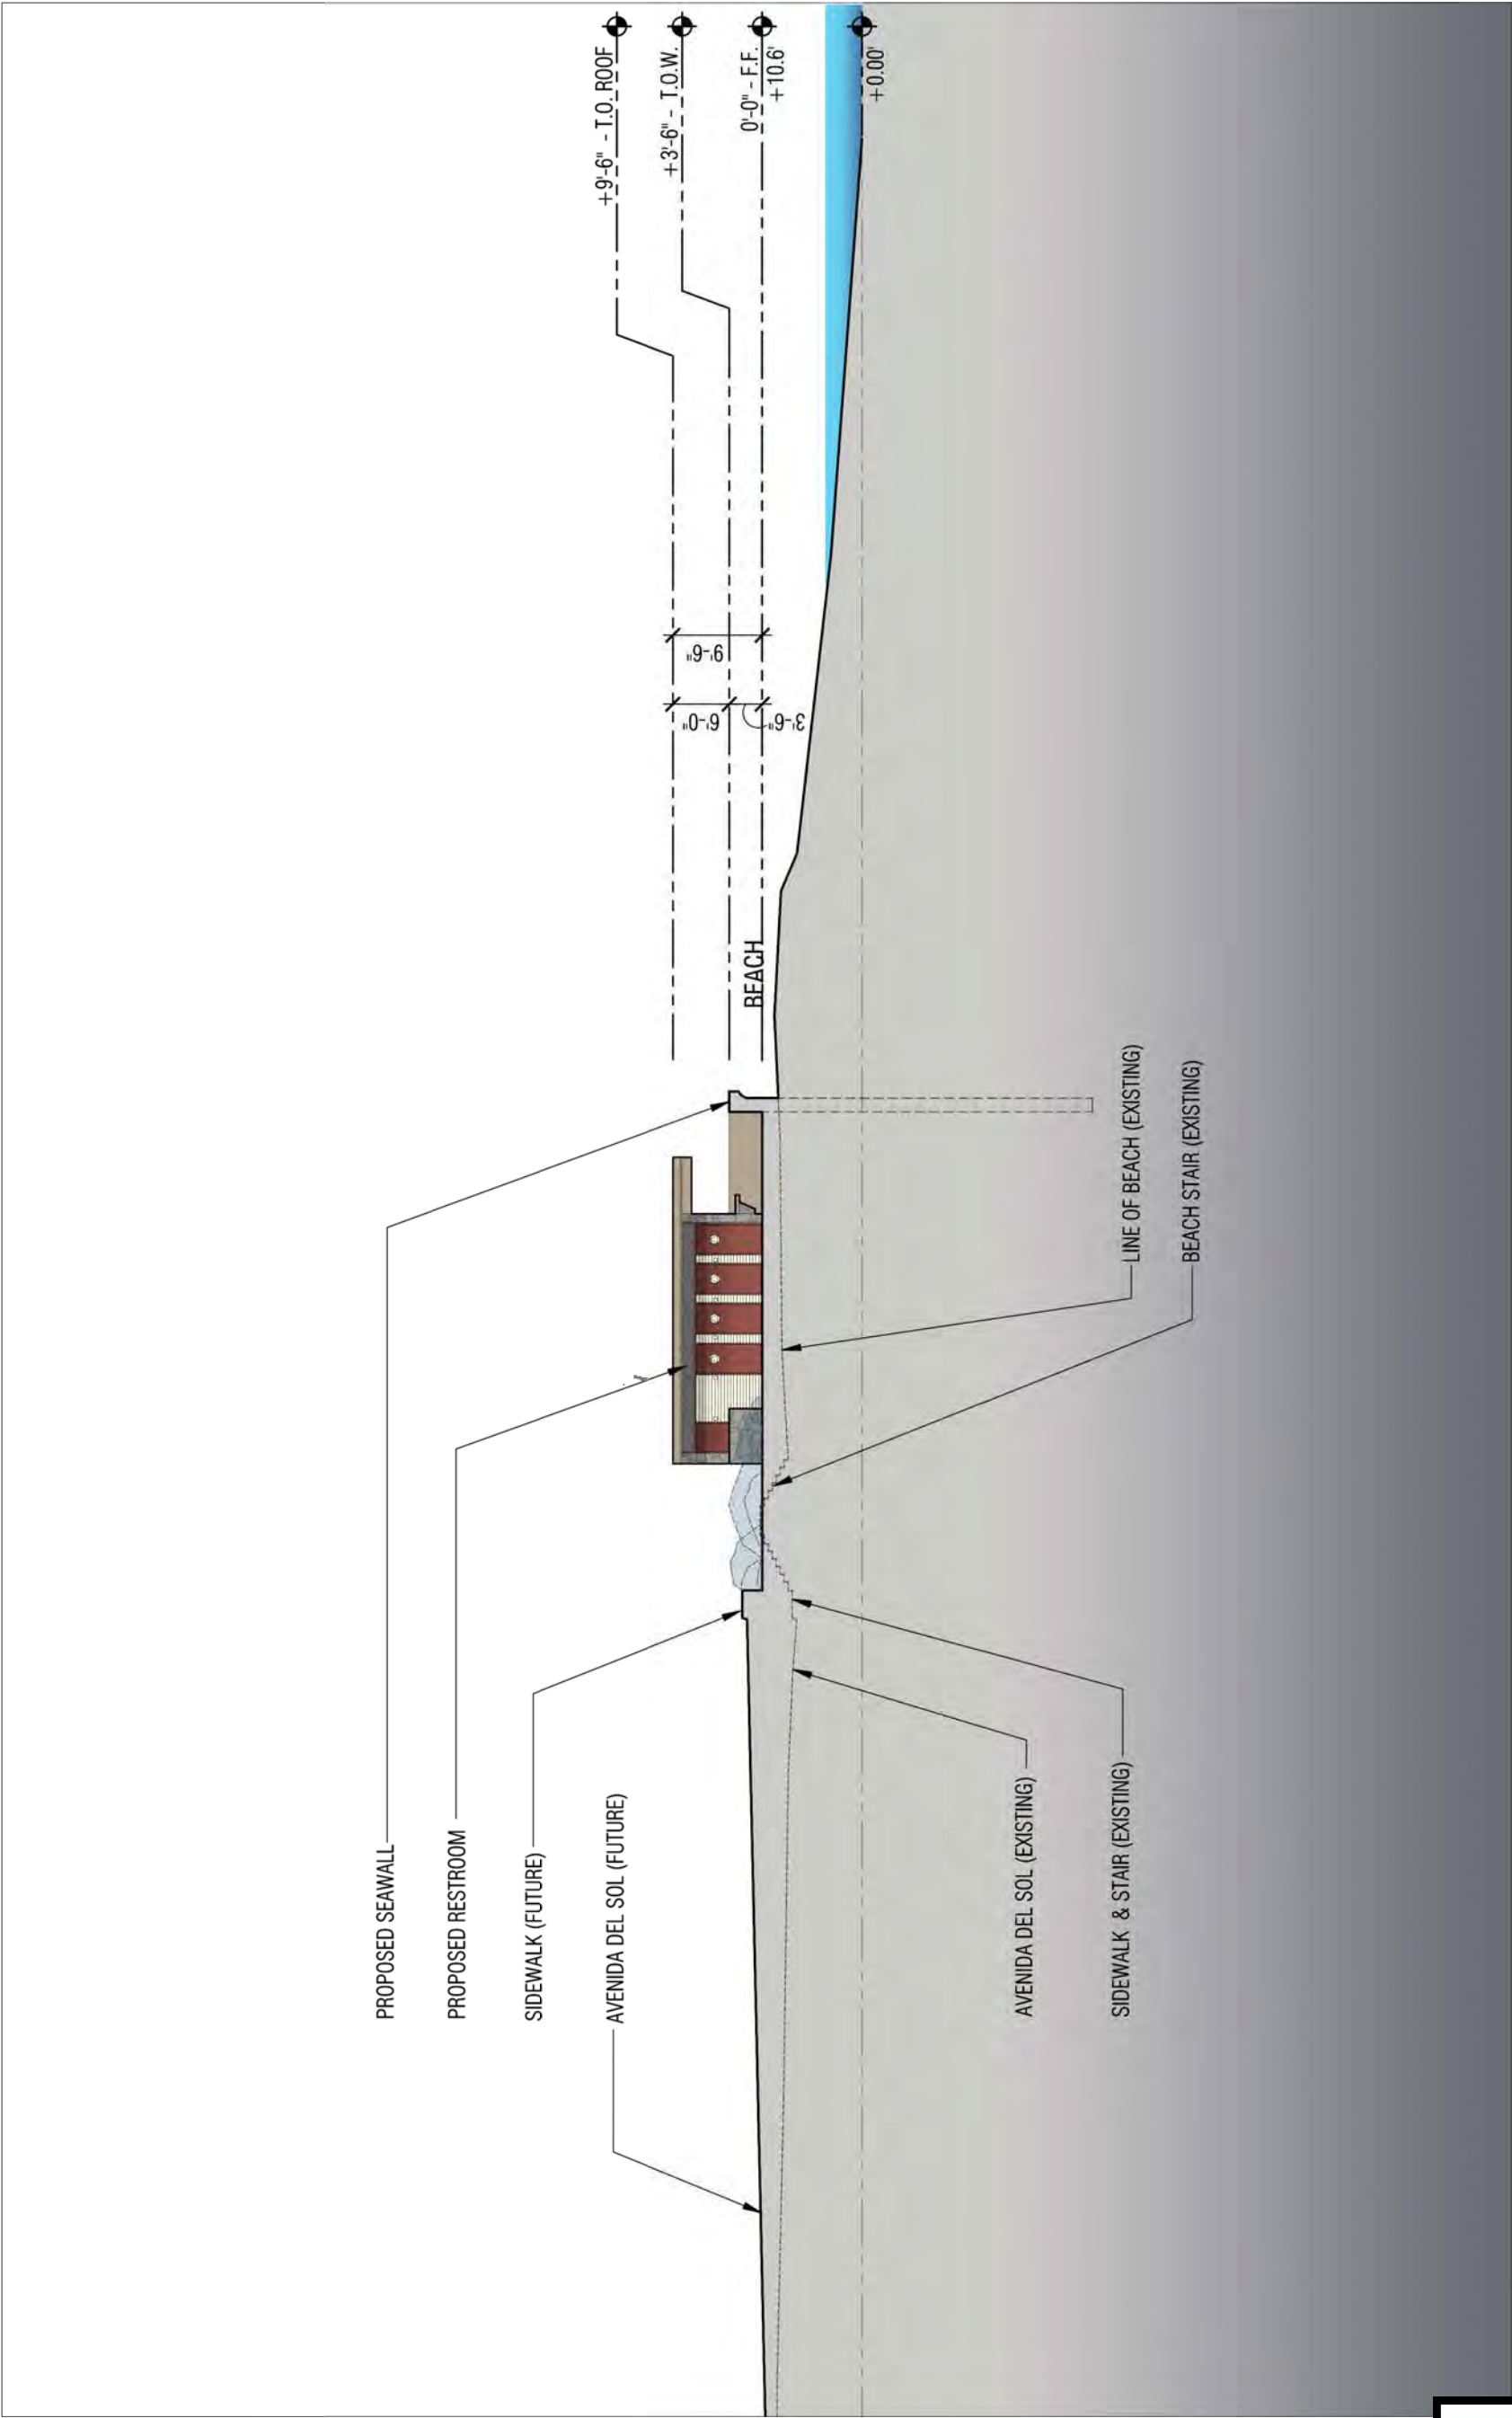 +9'-6" - T.O. ROOF
+3'-6" - T.O.W.
0'-0" - F.F.
+10.6'
+0.00'
9'-6"
6'-0"
3'-6"
BEACH
PROPOSED SEAWALL
PROPOSED RESTROOM
SIDEWALK (FUTURE)
AVENIDA DEL SOL (FUTURE)
LINE OF BEACH (EXISTING)
BEACH STAIR (EXISTING)
AVENIDA DEL SOL (EXISTING)
SIDEWALK & STAIR (EXISTING)